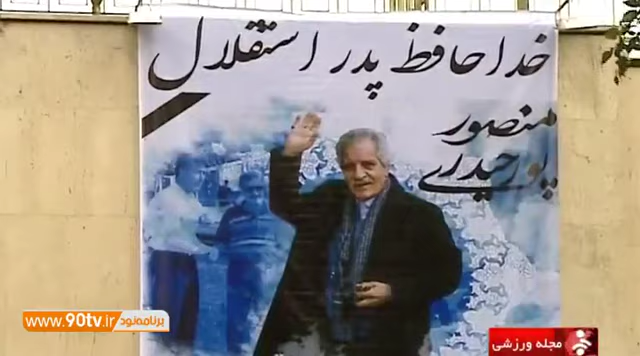 خداحافظ پدر استقلال
منصور
پورحیدری
www.90tv.ir برنامه‌نود
مجله ورزشی